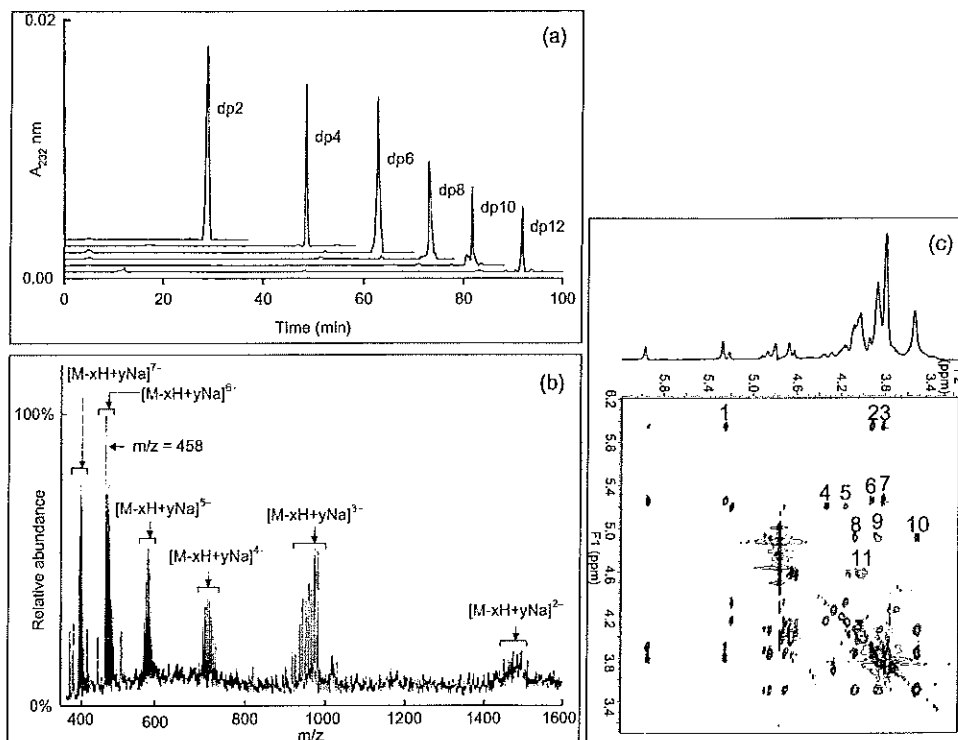 (a)
0.02
dp2
dp4
dp6
dp8
dp10
dp12
A232 nm
0.00
0 20 40 60 80 100
Time (min)
(b)
[M-xH+yNa]7-
[M-xH+yNa]6-
100%
m/z = 458
[M-xH+yNa]5-
[M-xH+yNa]4-
[M-xH+yNa]3-
[M-xH+yNa]2-
Relative abundance
0%
400 600 800 1000 1200 1400 1600
m/z
(c)
5.8 5.4 5.0 4.6 4.2 3.8 3.4
(ppm)
6.2
5.8
5.4
5.0
4.6
4.2
3.8
3.4
F1 (ppm)
1 2 3
4 5 6 7
8 9 10
11